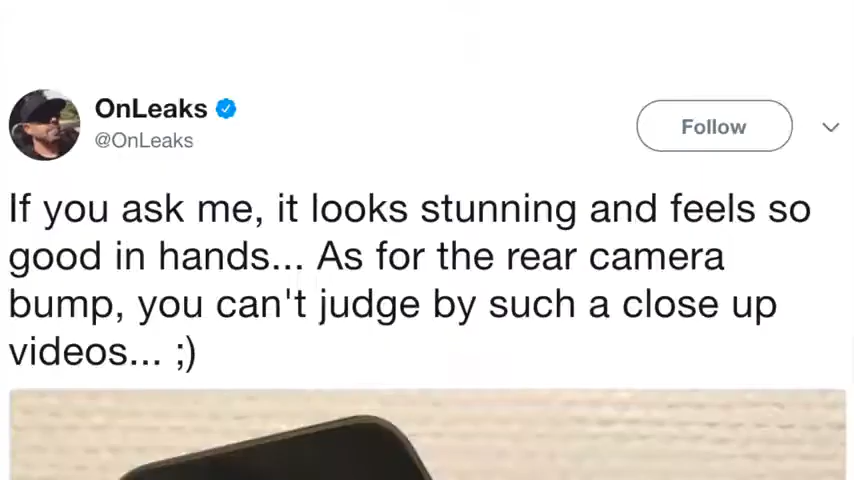 OnLeaks
@OnLeaks
Follow
If you ask me, it looks stunning and feels so
good in hands... As for the rear camera
bump, you can't judge by such a close up
videos... ;)